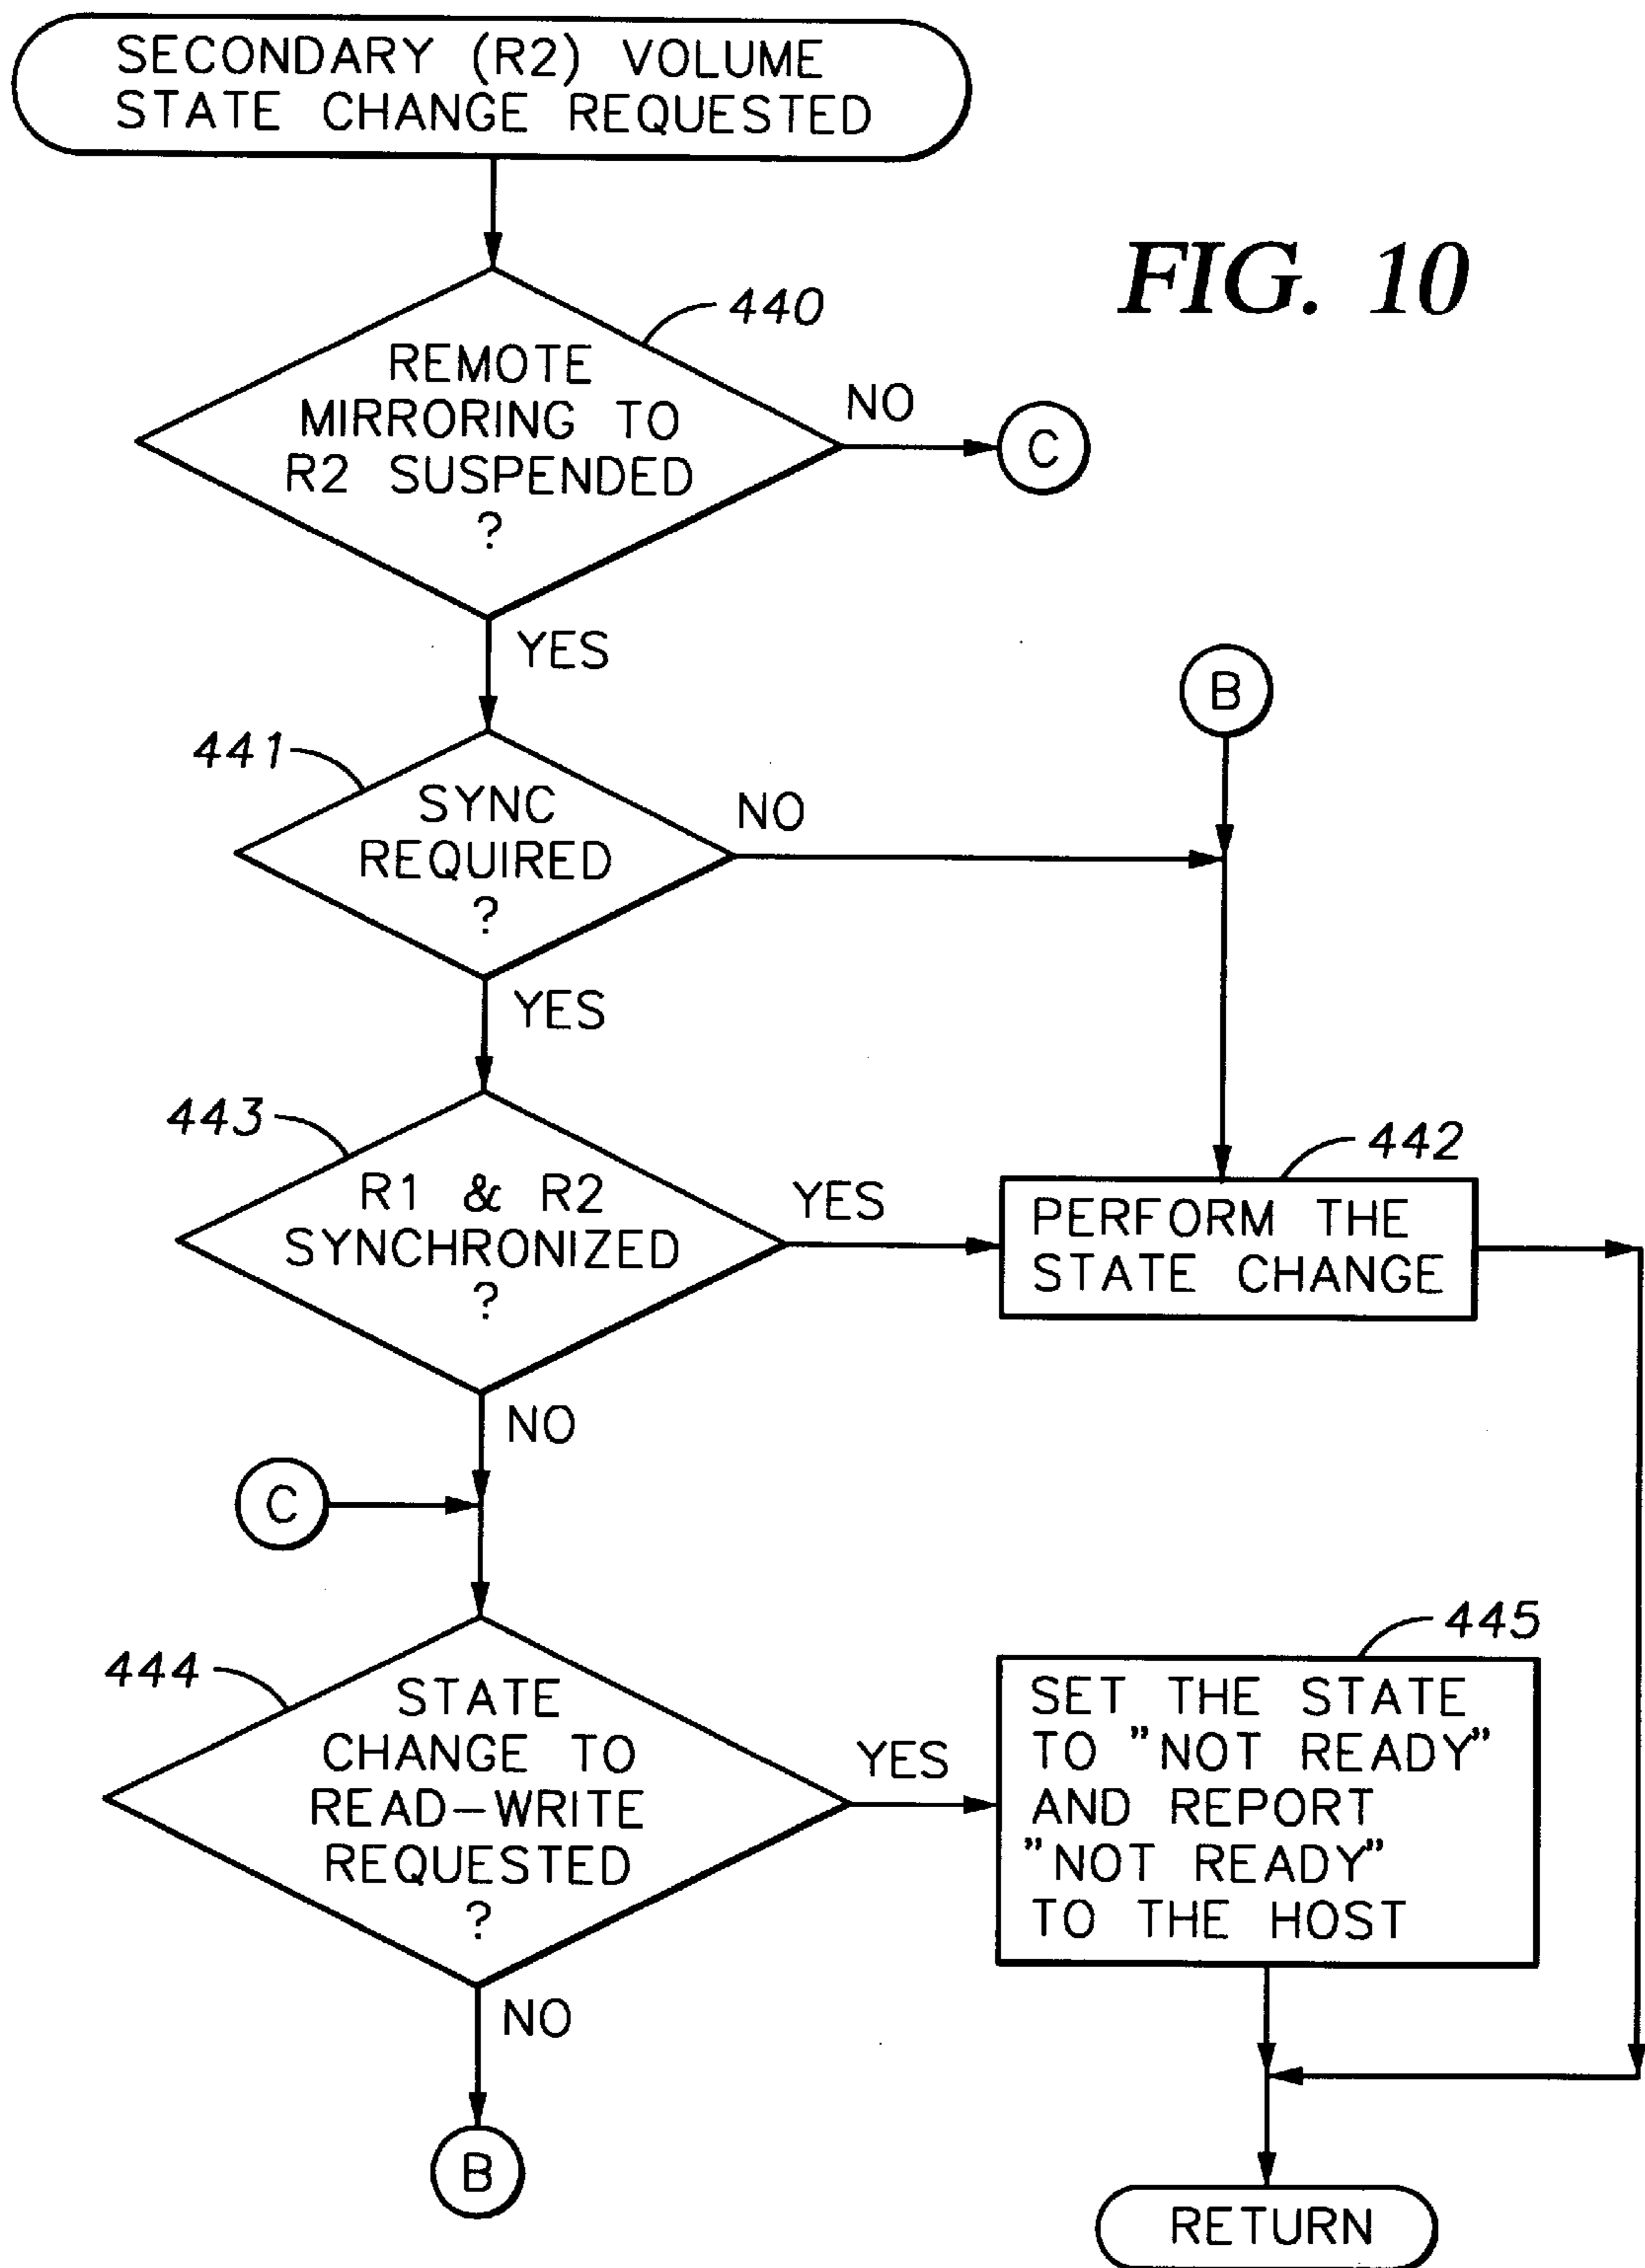 SECONDARY (R2) VOLUME
STATE CHANGE REQUESTED
FIG. 10
440
REMOTE
MIRRORING TO
R2 SUSPENDED
?
NO
C
YES
B
441
SYNC
REQUIRED
?
NO
YES
443
R1 & R2
SYNCHRONIZED
?
YES
442
PERFORM THE
STATE CHANGE
NO
C
444
STATE
CHANGE TO
READ-WRITE
REQUESTED
?
YES
445
SET THE STATE
TO "NOT READY"
AND REPORT
"NOT READY"
TO THE HOST
NO
B
RETURN